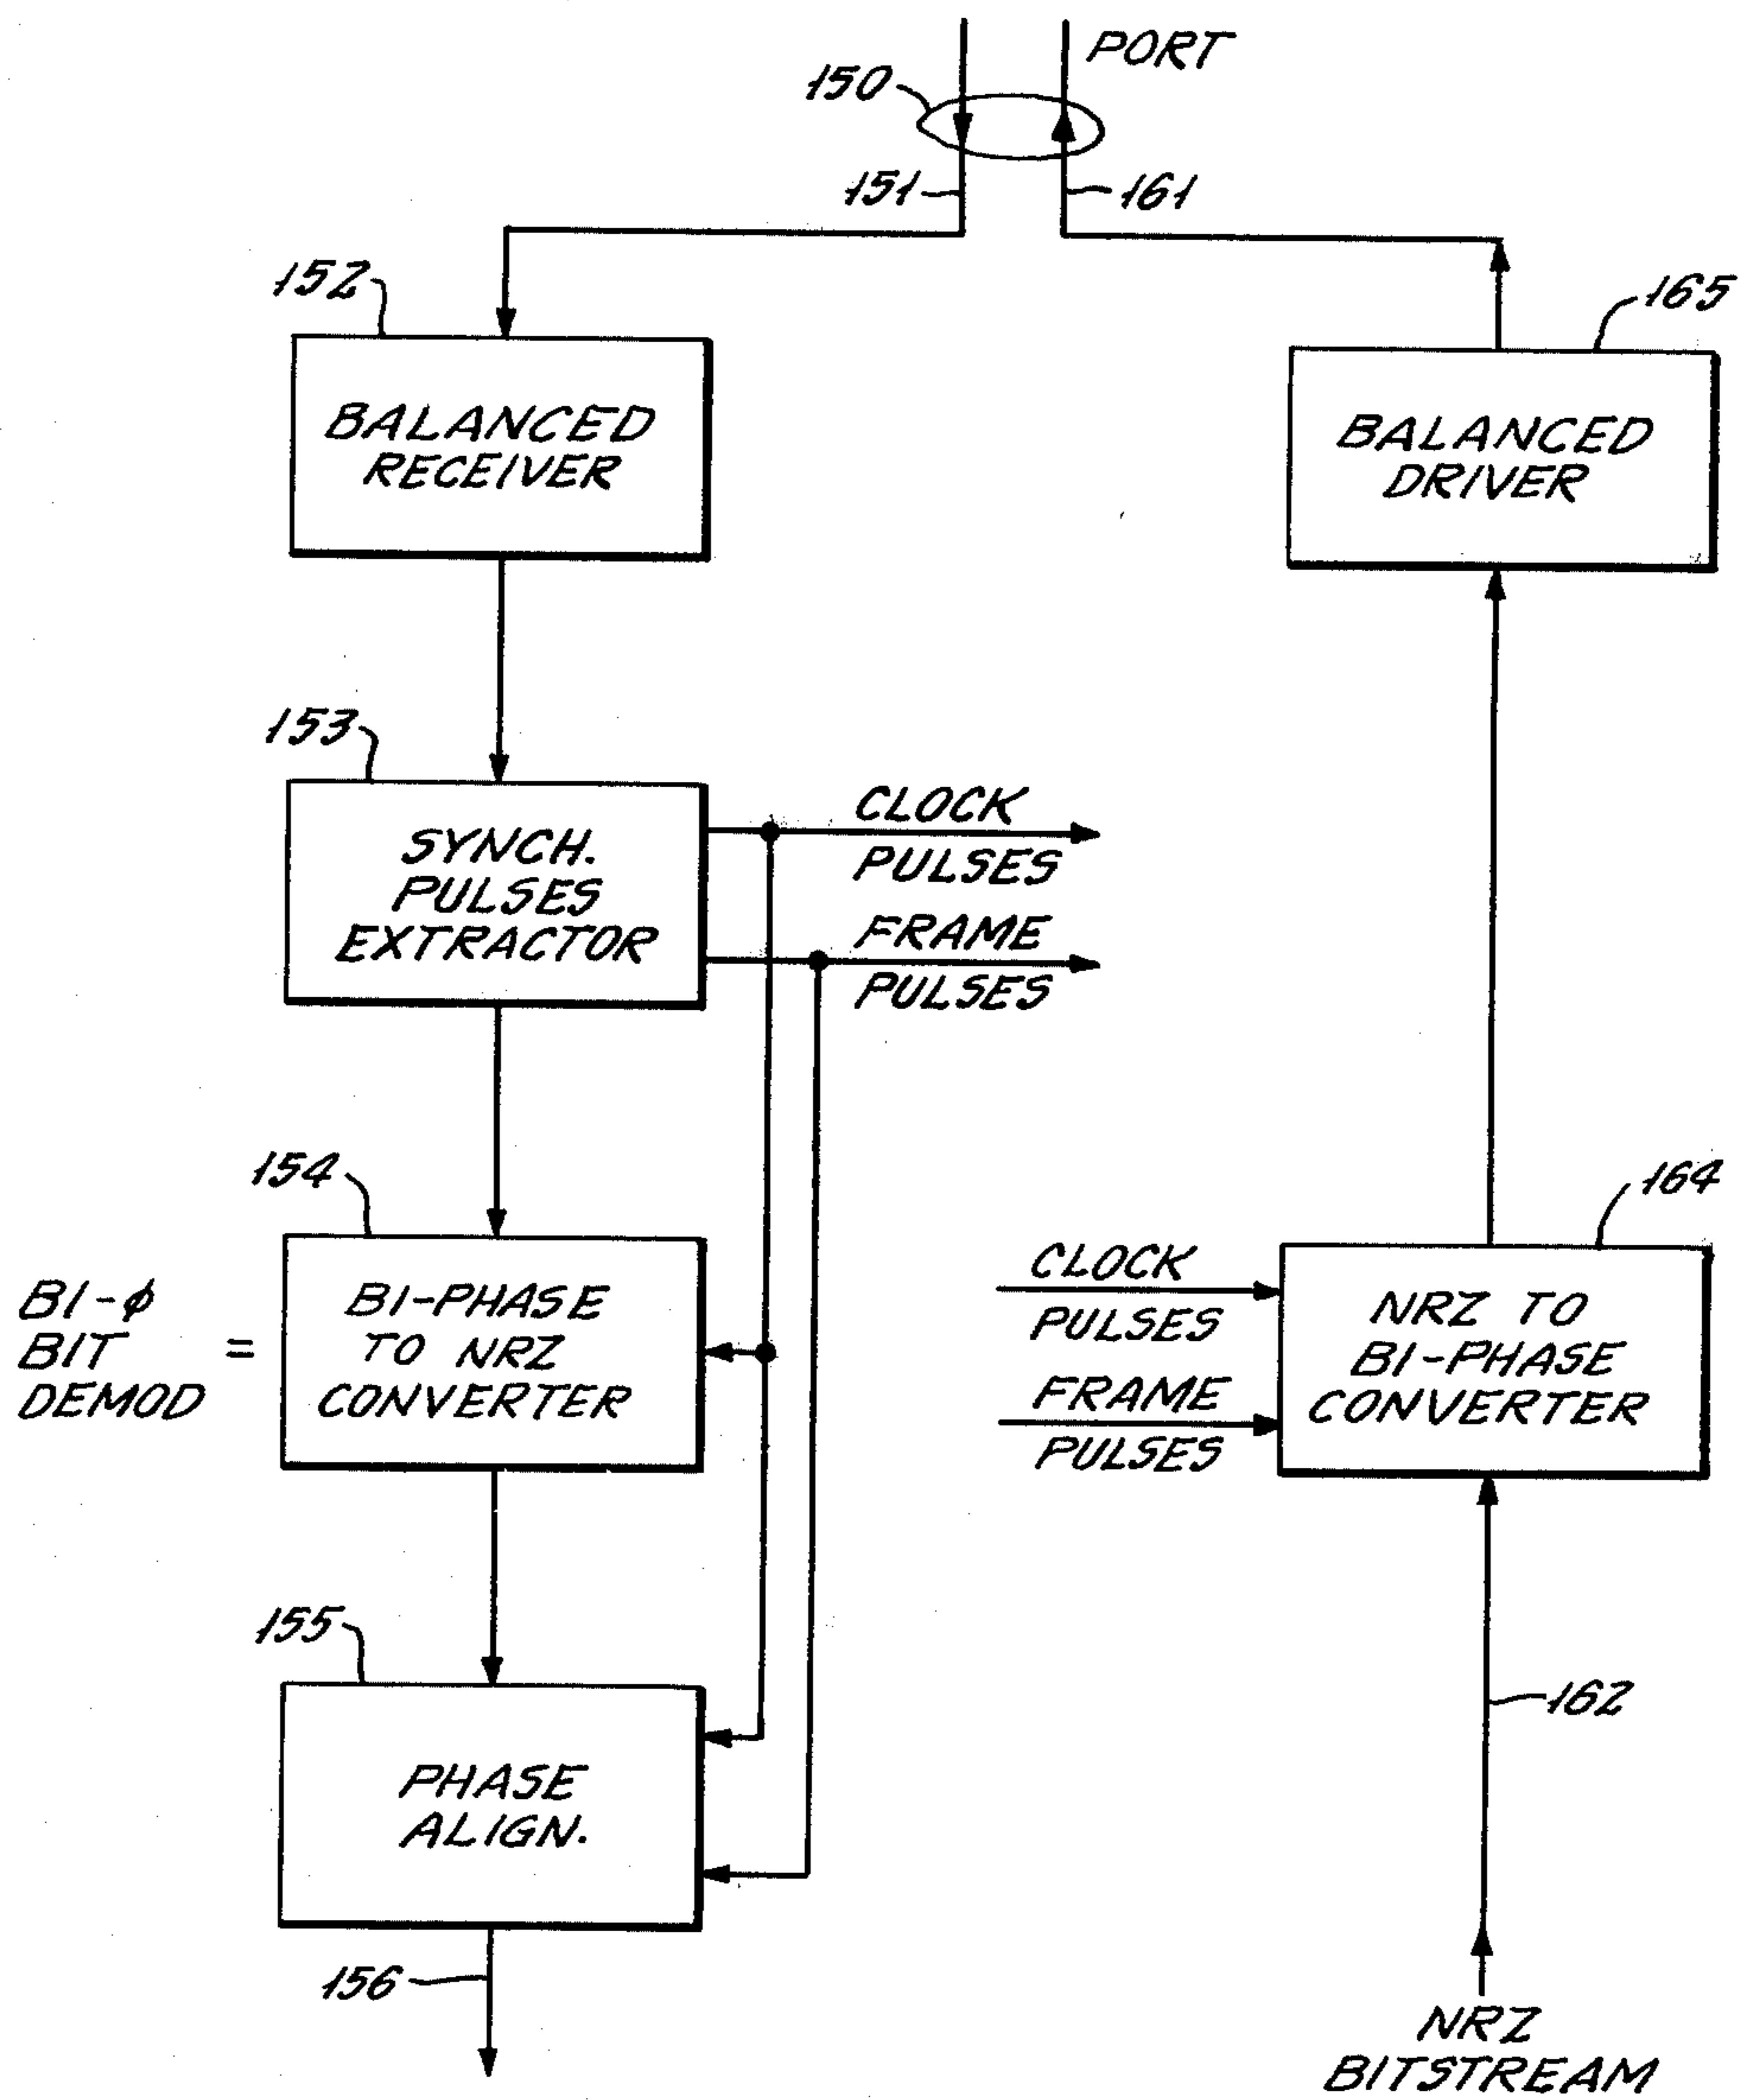 PORT
150
151
161
152
165
BALANCED
RECEIVER
BALANCED
DRIVER
153
SYNCH.
PULSES
EXTRACTOR
CLOCK
PULSES
FRAME
PULSES
154
164
BI-ϕ
BIT
DEMOD
=
BI-PHASE
TO NRZ
CONVERTER
CLOCK
PULSES
FRAME
PULSES
NRZ TO
BI-PHASE
CONVERTER
155
PHASE
ALIGN.
162
156
NRZ
BITSTREAM